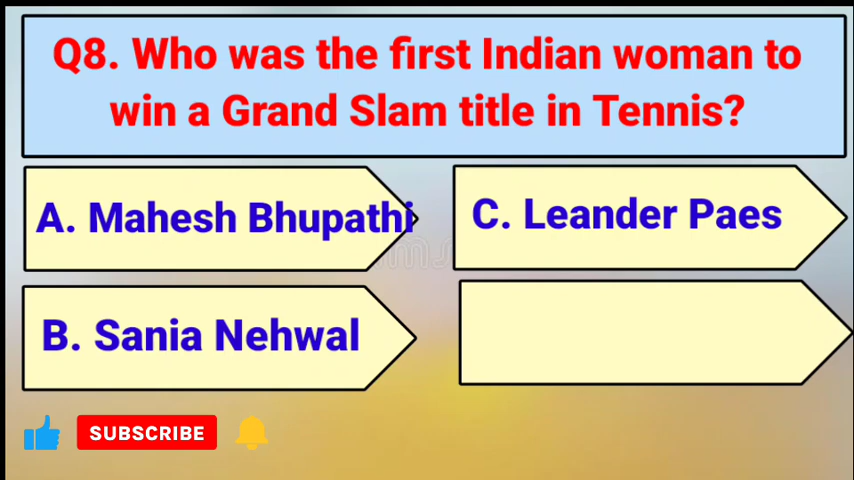 Q8. Who was the first Indian woman to
win a Grand Slam title in Tennis?
A. Mahesh Bhupathi
C. Leander Paes
B. Sania Nehwal
SUBSCRIBE